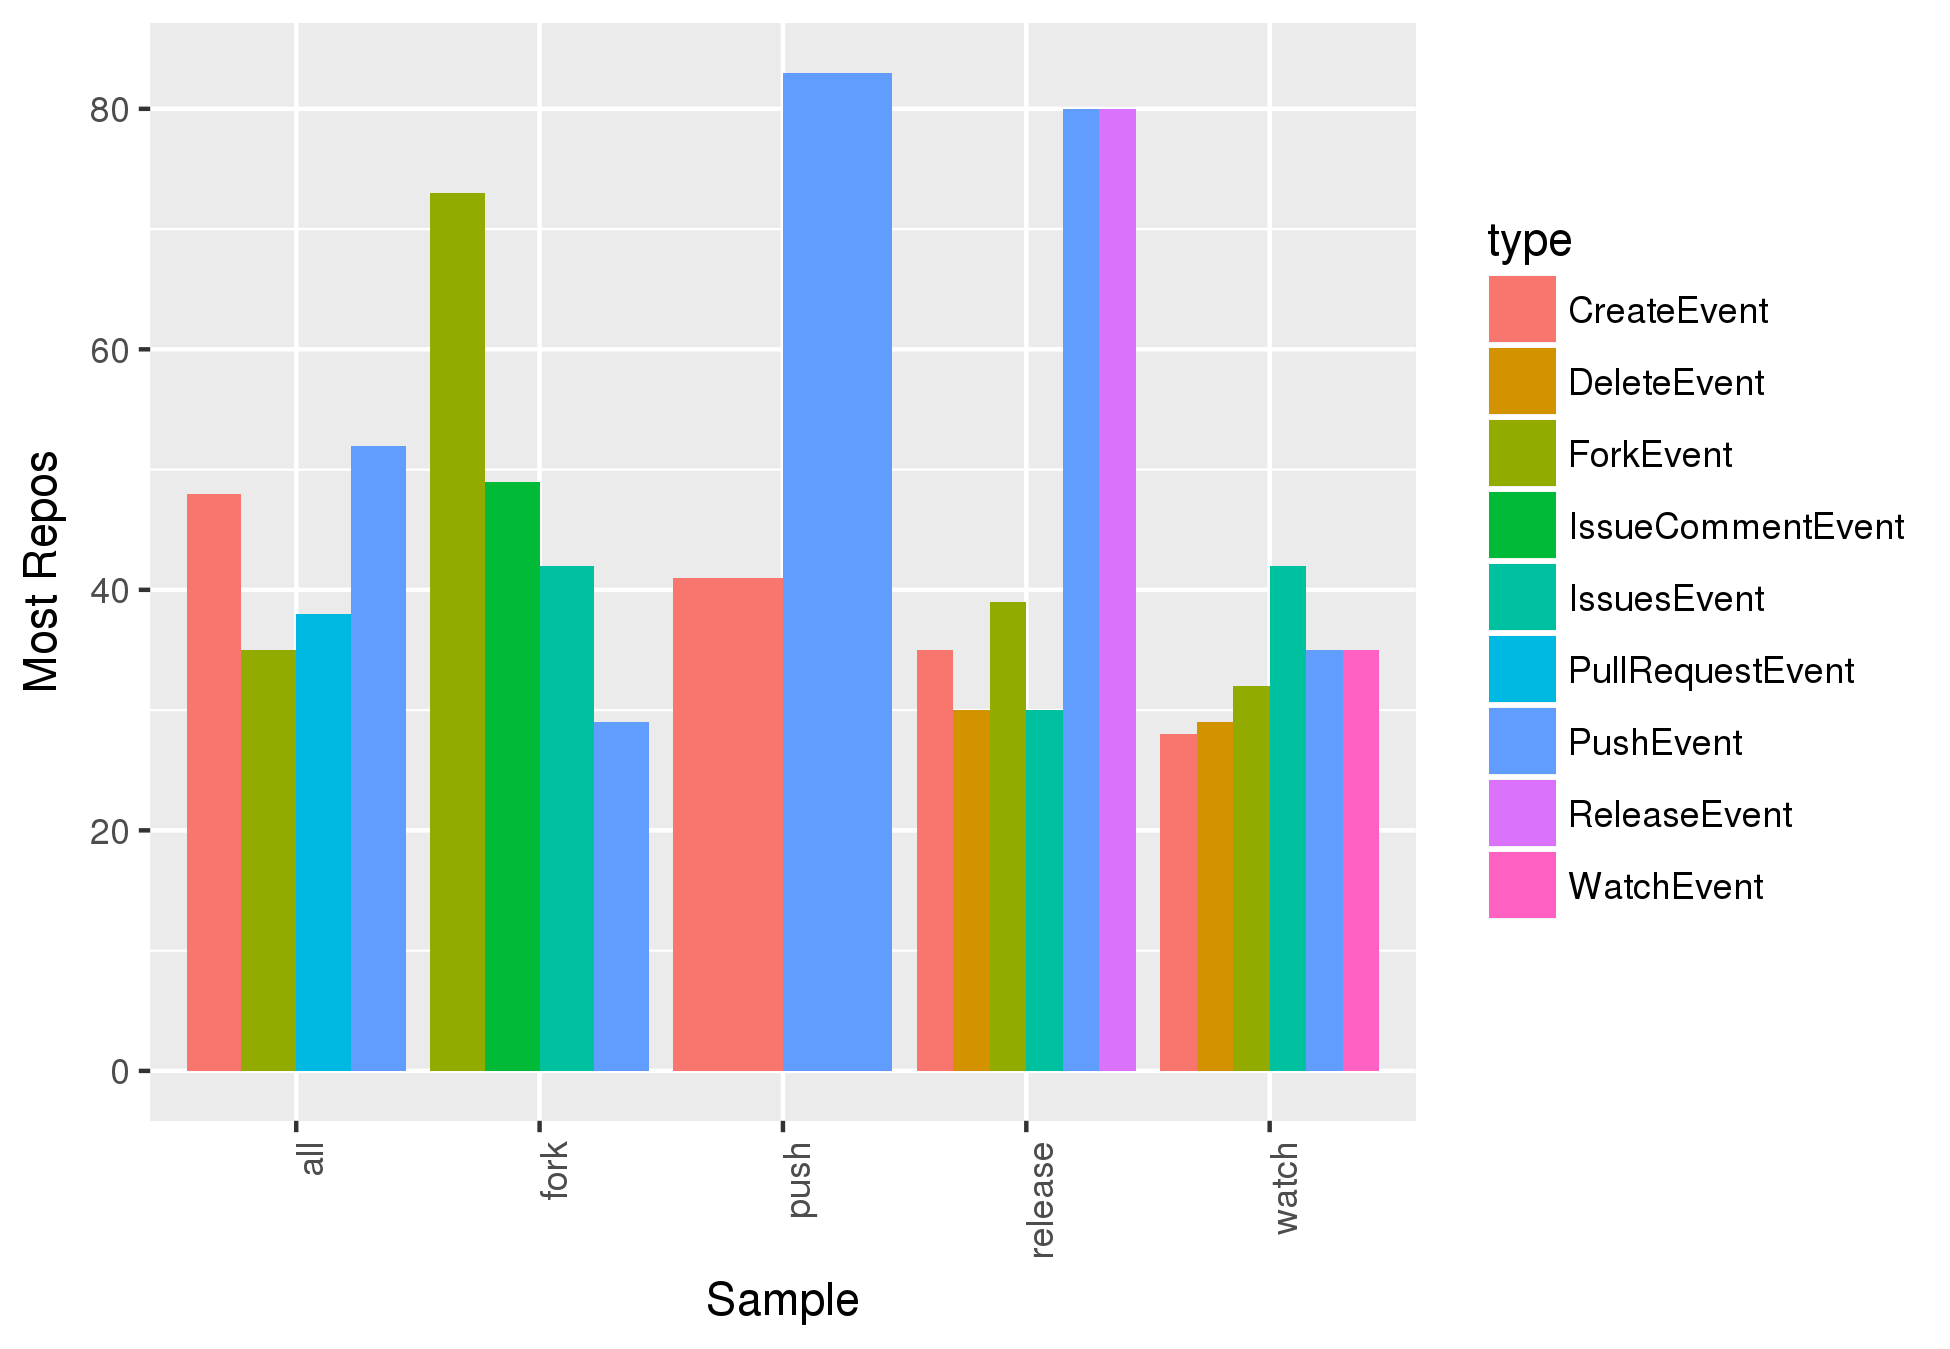 80
60
40
20
0
Most Repos
all
fork
push
release
watch
Sample
type
CreateEvent
DeleteEvent
ForkEvent
IssueCommentEvent
IssuesEvent
PullRequestEvent
PushEvent
ReleaseEvent
WatchEvent